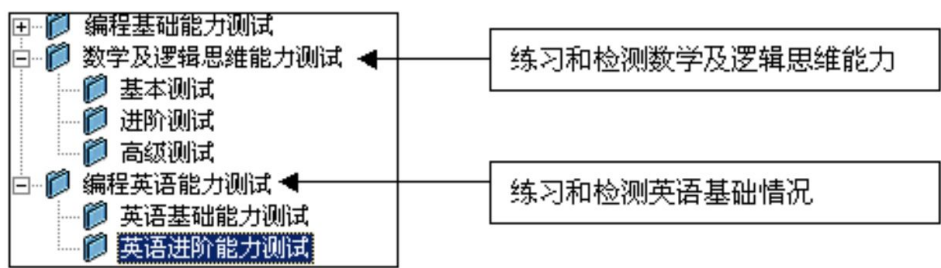 编程基础能力测试
数学及逻辑思维能力测试
练习和检测数学及逻辑思维能力
基本测试
进阶测试
高级测试
编程英语能力测试
练习和检测英语基础情况
英语基础能力测试
英语进阶能力测试